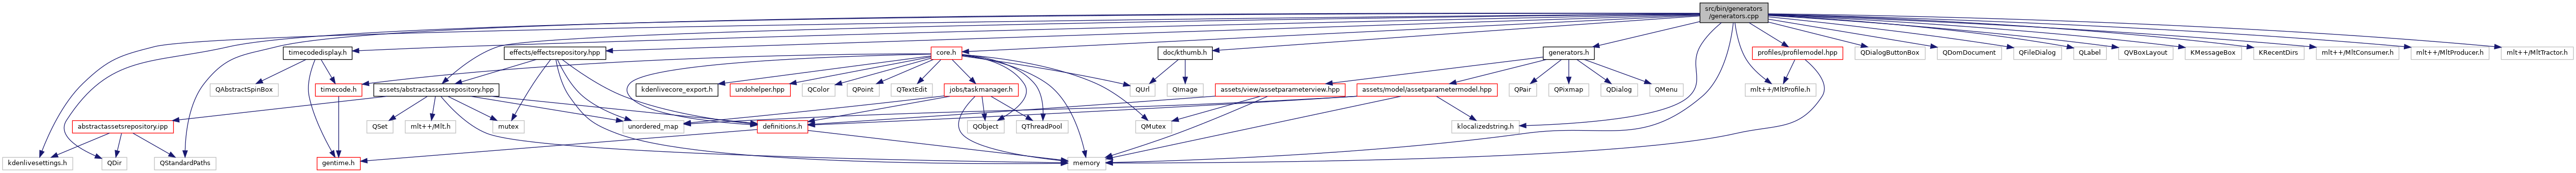 src/bin/generators
/generators.cpp
timecodedisplay.h
effects/effectsrepository.hpp
core.h
doc/kthumb.h
generators.h
profiles/profilemodel.hpp
QDialogButtonBox
QDomDocument
QFileDialog
QLabel
QVBoxLayout
KMessageBox
KRecentDirs
mlt++/MltConsumer.h
mlt++/MltProducer.h
mlt++/MltTractor.h
QAbstractSpinBox
timecode.h
assets/abstractassetsrepository.hpp
kdenlivecore_export.h
undohelper.hpp
QColor
QPoint
QTextEdit
jobs/taskmanager.h
QUrl
QImage
assets/view/assetparameterview.hpp
assets/model/assetparametermodel.hpp
QPair
QPixmap
QDialog
QMenu
mlt++/MltProfile.h
abstractassetsrepository.ipp
QSet
mlt++/Mlt.h
mutex
unordered_map
definitions.h
QObject
QThreadPool
QMutex
klocalizedstring.h
kdenlivesettings.h
QDir
QStandardPaths
gentime.h
memory